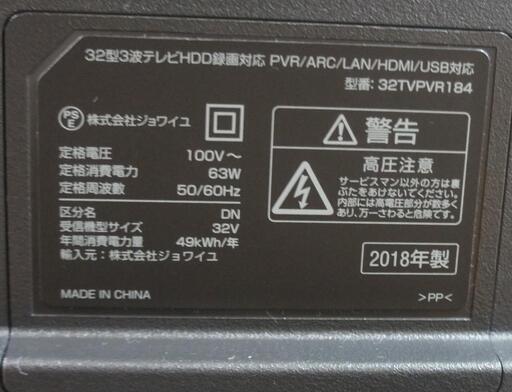 32型3波テレビHDD録画対応 PVR/ARC/LAN/HDMI/USB対応
型番: 32TVPVR184
PS
E
株式会社ジョワイユ
定格電圧 100V～
定格消費電力 63W
定格周波数 50/60Hz
区分名 DN
受信機型サイズ 32V
年間消費電力量 49kWh/年
輸入元：株式会社ジョワイユ
MADE IN CHINA
警告
高圧注意
サービスマン以外の方は裏
ぶたをあけないでください。
内部には高電圧部分が数多く
あり、万一さわると危険です。
2018年製
>PP<